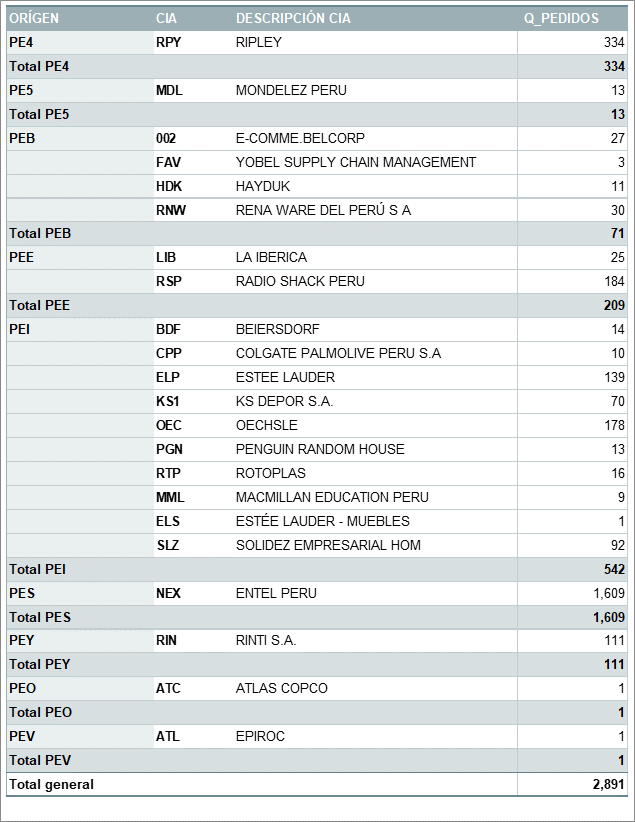 ORÍGEN CIA DESCRIPCIÓN CIA Q_PEDIDOS
PE4 RPY RIPLEY 334
Total PE4 334
PE5 MDL MONDELEZ PERU 13
Total PE5 13
PEB 002 E-COMME.BELCORP 27
FAV YOBEL SUPPLY CHAIN MANAGEMENT 3
HDK HAYDUK 11
RNW RENA WARE DEL PERÚ S A 30
Total PEB 71
PEE LIB LA IBERICA 25
RSP RADIO SHACK PERU 184
Total PEE 209
PEI BDF BEIERSDORF 14
CPP COLGATE PALMOLIVE PERU S.A 10
ELP ESTEE LAUDER 139
KS1 KS DEPOR S.A. 70
OEC OECHSLE 178
PGN PENGUIN RANDOM HOUSE 13
RTP ROTOPLAS 16
MML MACMILLAN EDUCATION PERU 9
ELS ESTÉE LAUDER - MUEBLES 1
SLZ SOLIDEZ EMPRESARIAL HOM 92
Total PEI 542
PES NEX ENTEL PERU 1,609
Total PES 1,609
PEY RIN RINTI S.A. 111
Total PEY 111
PEO ATC ATLAS COPCO 1
Total PEO 1
PEV ATL EPIROC 1
Total PEV 1
Total general 2,891